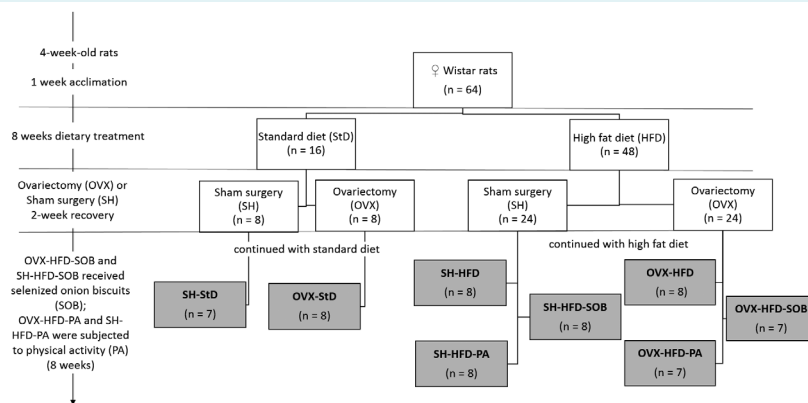 4-week-old rats
1 week acclimation
♀ Wistar rats
(n = 64)
8 weeks dietary treatment
Standard diet (StD)
(n = 16)
High fat diet (HFD)
(n = 48)
Ovariectomy (OVX) or
Sham surgery (SH)
2-week recovery
Sham surgery
(SH)
(n = 8)
Ovariectomy
(OVX)
(n = 8)
Sham surgery
(SH)
(n = 24)
Ovariectomy
(OVX)
(n = 24)
continued with standard diet
continued with high fat diet
OVX-HFD-SOB and
SH-HFD-SOB received
selenized onion biscuits
(SOB);
OVX-HFD-PA and SH-
HFD-PA were subjected
to physical activity (PA)
(8 weeks)
SH-StD
(n = 7)
OVX-StD
(n = 8)
SH-HFD
(n = 8)
SH-HFD-SOB
(n = 8)
SH-HFD-PA
(n = 8)
OVX-HFD
(n = 8)
OVX-HFD-SOB
(n = 7)
OVX-HFD-PA
(n = 7)